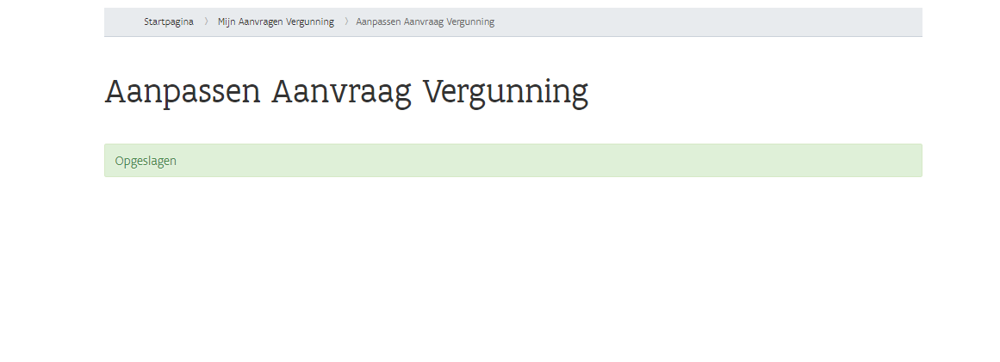 Startpagina 〉 Mijn Aanvragen Vergunning 〉 Aanpassen Aanvraag Vergunning
Aanpassen Aanvraag Vergunning
Opgeslagen